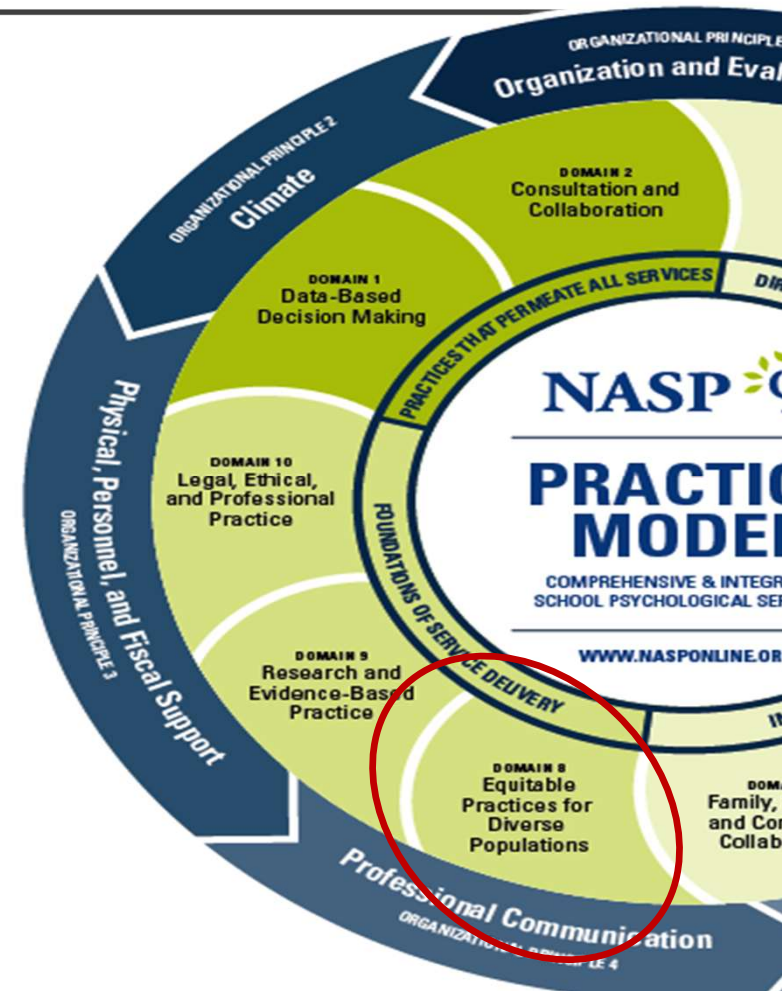 ORGANIZATIONAL PRINCIPLE
Organization and Eval
ORGANIZATIONAL PRINCIPLE 2
Climate
DOMAIN 2
Consultation and
Collaboration
DOMAIN 1
Data-Based
Decision Making
PRACTICES THAT PERMEATE ALL SERVICES
DIR
NASP
PRACTIC
MODEL
COMPREHENSIVE & INTEGR
SCHOOL PSYCHOLOGICAL SER
WWW.NASPONLINE.OR
DOMAIN 10
Legal, Ethical,
and Professional
Practice
FOUNDATIONS OF SERVICE DELIVERY
Physical, Personnel, and Fiscal Support
ORGANIZATIONAL PRINCIPLE 3
DOMAIN 9
Research and
Evidence-Based
Practice
DOMAIN 8
Equitable
Practices for
Diverse
Populations
DOMA
Family,
and Con
Collab
Professional Communication
ORGANIZATIONAL PRINCIPLE 4